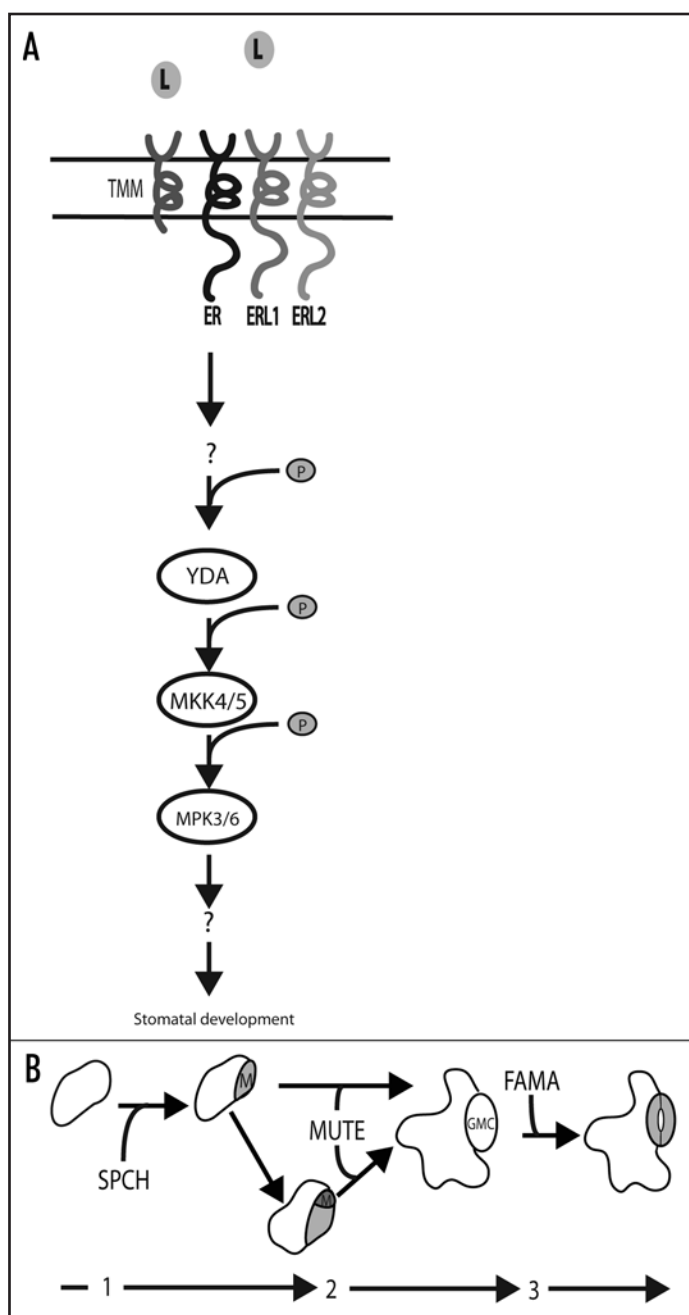 A
L
L
TMM
ER ERL1 ERL2
?
P
YDA
P
MKK4/5
P
MPK3/6
?
Stomatal development
B
M
SPCH
MUTE
M
GMC
FAMA
1 2 3